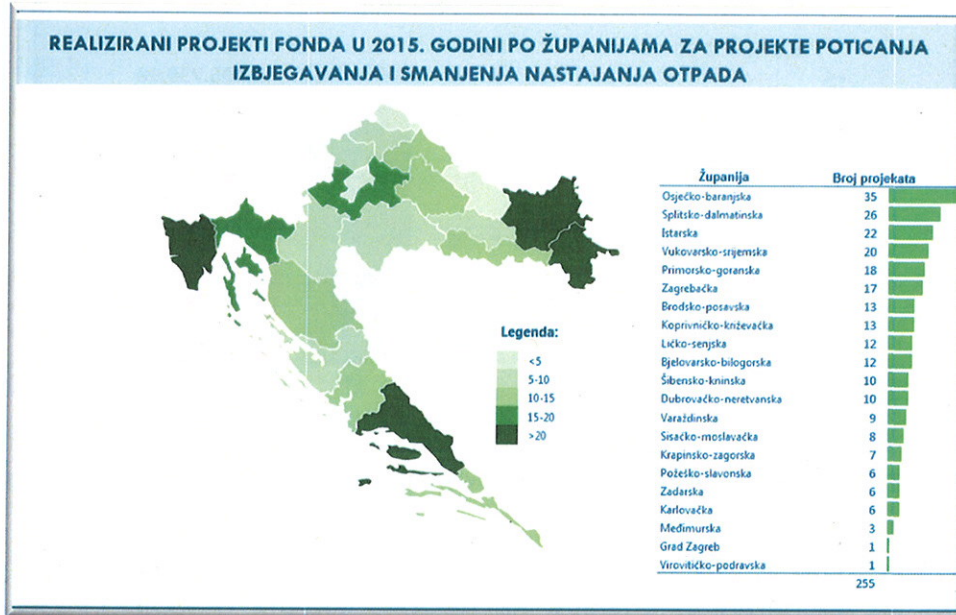 REALIZIRANI PROJEKTI FONDA U 2015. GODINI PO ŽUPANIJAMA ZA PROJEKTE POTICANJA
IZBJEGAVANJA I SMANJENJA NASTAJANJA OTPADA
Županija Broj projekata
Osječko-baranjska 35
Splitsko-dalmatinska 26
Istarska 22
Vukovarsko-srijemska 20
Primorsko-goranska 18
Zagrebačka 17
Brodsko-posavska 13
Koprivničko-križevačka 13
Ličko-senjska 12
Bjelovarsko-bilogorska 12
Šibensko-kninska 10
Dubrovačko-neretvanska 10
Varaždinska 9
Sisačko-moslavačka 8
Krapinsko-zagorska 7
Požeško-slavonska 6
Zadarska 6
Karlovačka 6
Međimurska 3
Grad Zagreb 1
Virovitičko-podravska 1
255
Legenda:
<5
5-10
10-15
15-20
>20